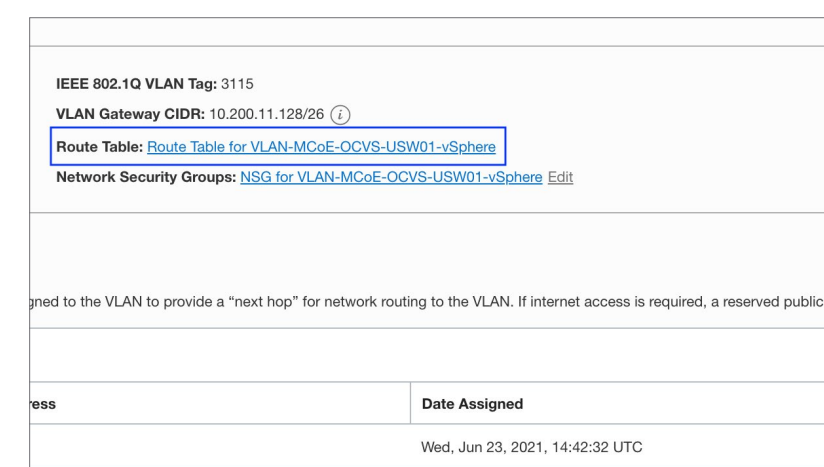 IEEE 802.1Q VLAN Tag: 3115
VLAN Gateway CIDR: 10.200.11.128/26 i
Route Table: Route Table for VLAN-MCoE-OCVS-USW01-vSphere
Network Security Groups: NSG for VLAN-MCoE-OCVS-USW01-vSphere Edit
gned to the VLAN to provide a “next hop” for network routing to the VLAN. If internet access is required, a reserved public
ress Date Assigned
Wed, Jun 23, 2021, 14:42:32 UTC